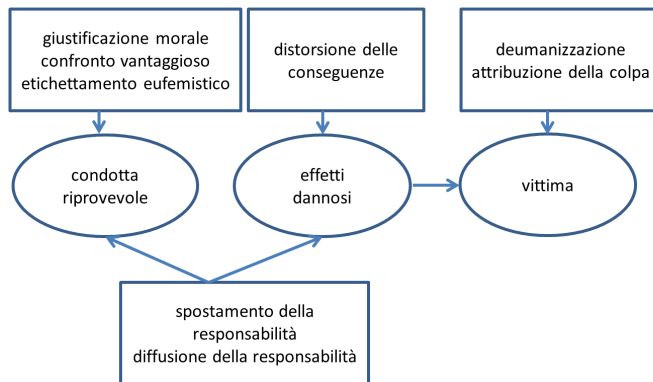 giustificazione morale
confronto vantaggioso
etichettamento eufemistico
distorsione delle
conseguenze
deumanizzazione
attribuzione della colpa
condotta
riprovevole
effetti
dannosi
vittima
spostamento della
responsabilità
diffusione della responsabilità